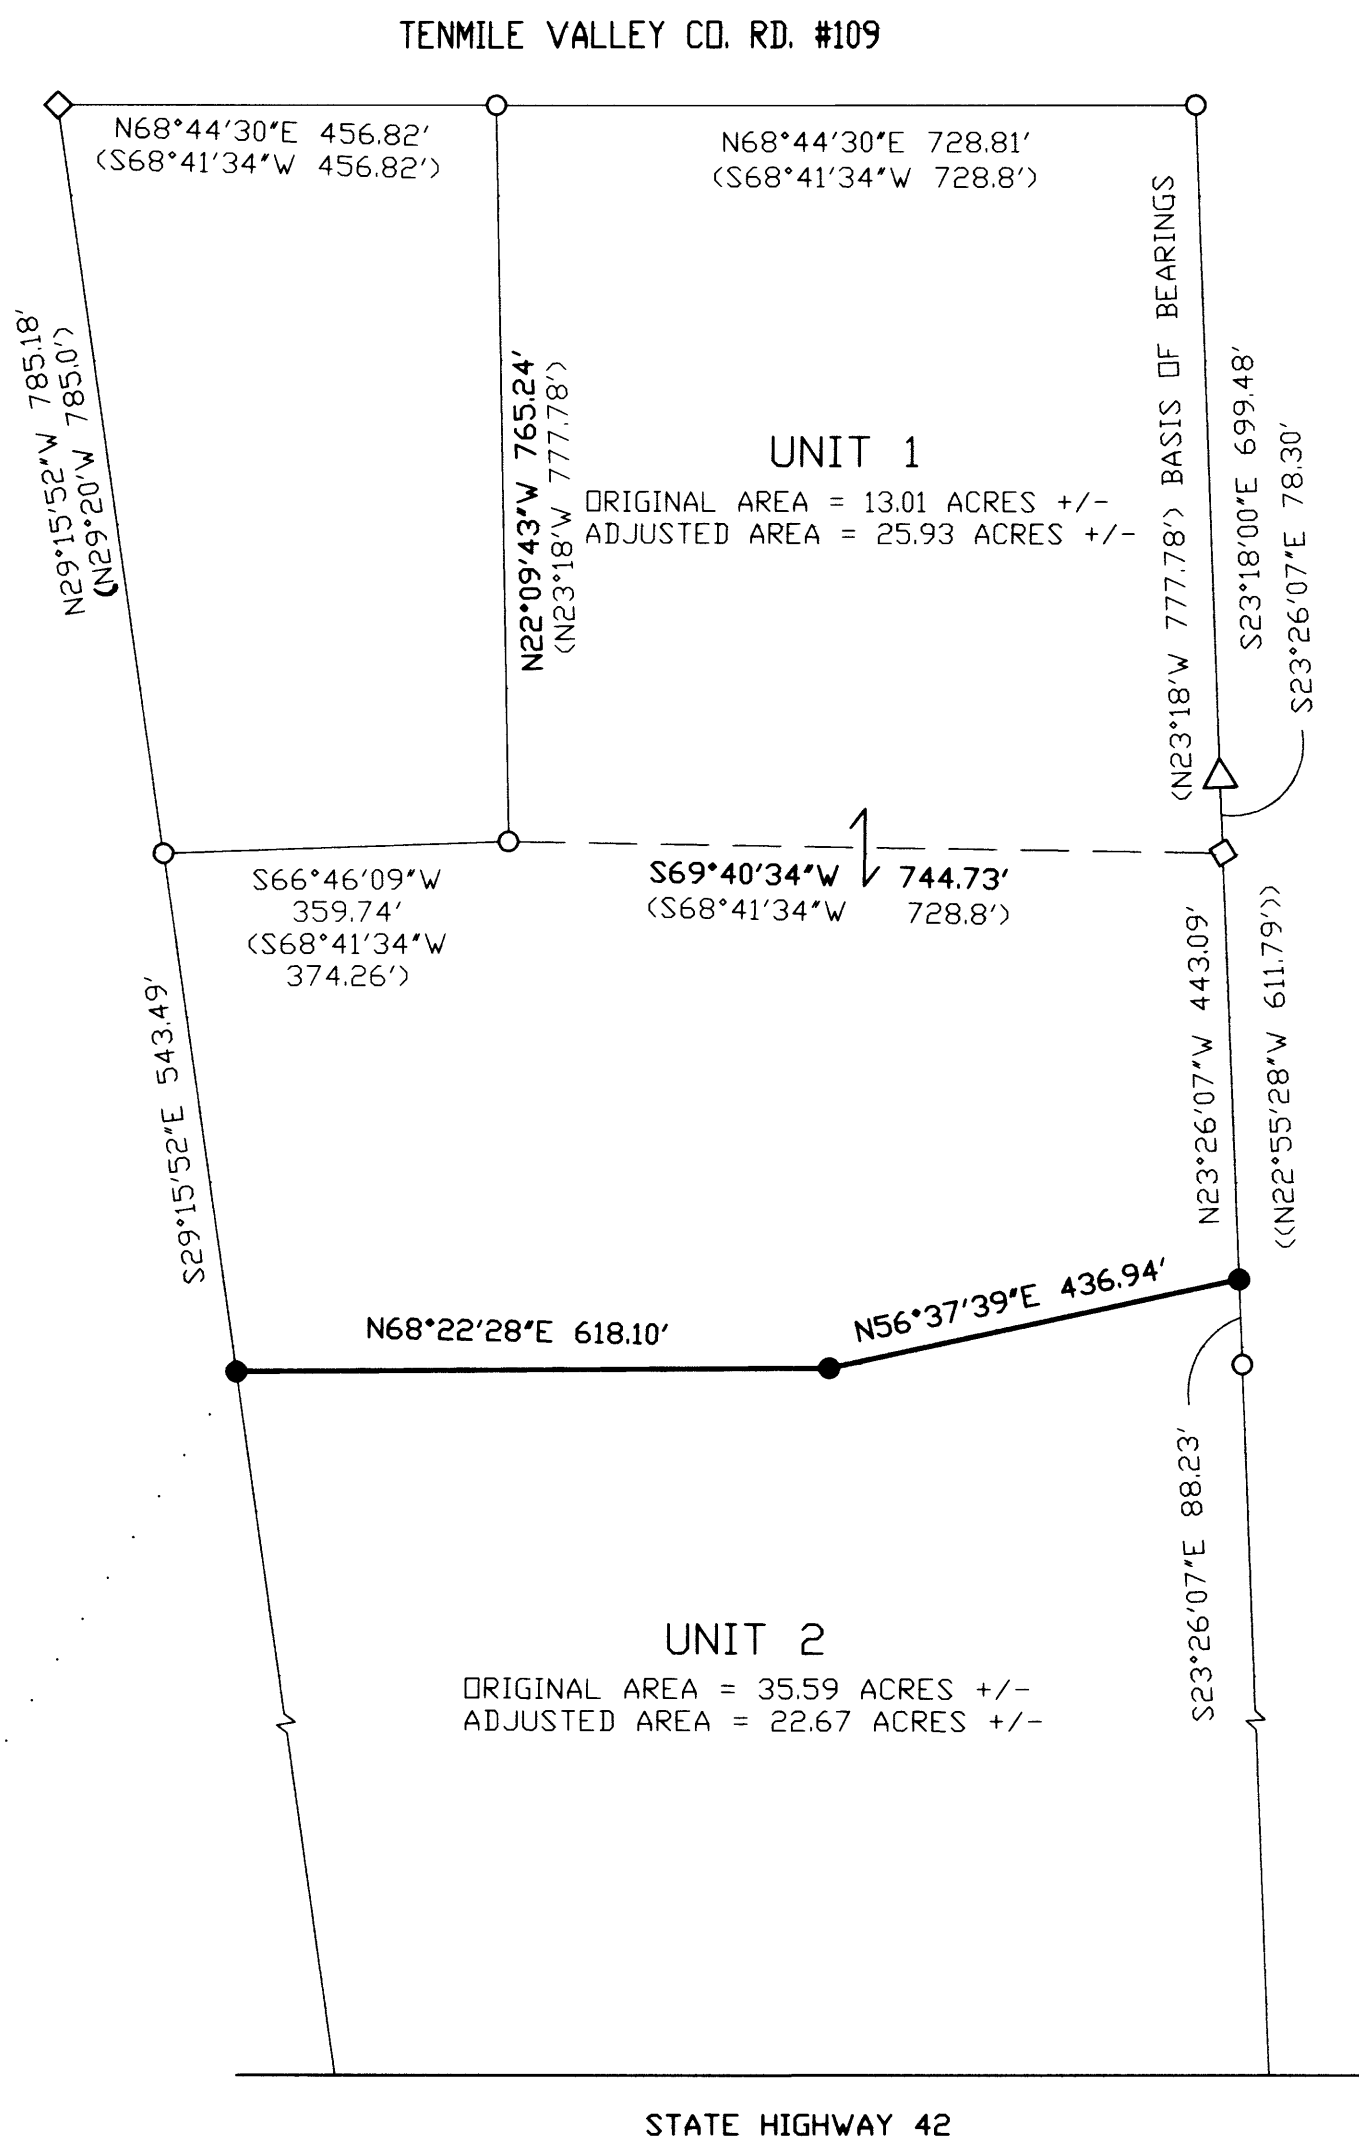 TENMILE VALLEY CO. RD. #109
N68°44'30"E 456.82'
(S68°41'34"W 456.82')
N68°44'30"E 728.81'
(S68°41'34"W 728.8')
N29°15'52"W 785.18'
(N29°20'W 785.0')
N22°09'43"W 765.24'
(N23°18'W 777.78')
UNIT 1
ORIGINAL AREA = 13.01 ACRES +/-
ADJUSTED AREA = 25.93 ACRES +/-
(N23°18'W 777.78') BASIS OF BEARINGS
S23°18'00"E 699.48'
S23°26'07"E 78.30'
S66°46'09"W
359.74'
(S68°41'34"W
374.26')
S69°40'34"W 744.73'
(S68°41'34"W 728.8')
S29°15'52"E 543.49'
N23°26'07"W 443.09'
((N22°55'28"W 611.79'))
N68°22'28"E 618.10'
N56°37'39"E 436.94'
S23°26'07"E 88.23'
UNIT 2
ORIGINAL AREA = 35.59 ACRES +/-
ADJUSTED AREA = 22.67 ACRES +/-
STATE HIGHWAY 42